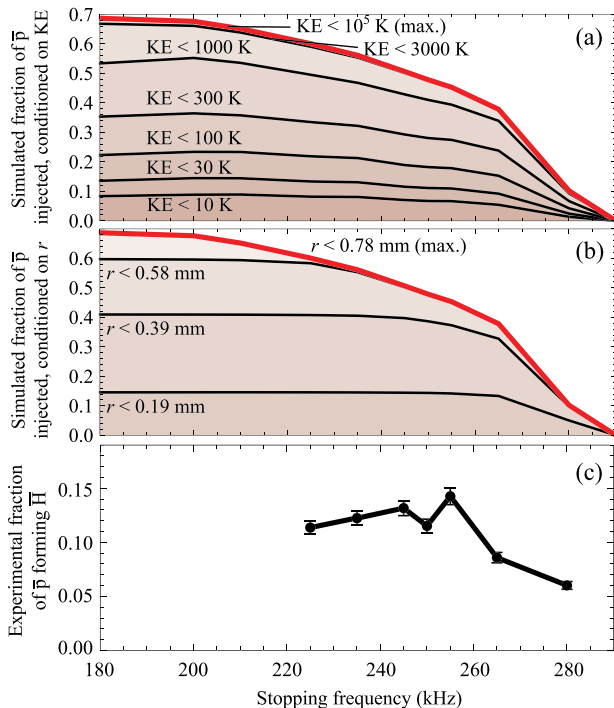 Simulated fraction of p̅
injected, conditioned on KE
0.7
0.6
0.5
0.4
0.3
0.2
0.1
0.0
(a)
KE < 10⁵ K (max.)
KE < 3000 K
KE < 1000 K
KE < 300 K
KE < 100 K
KE < 30 K
KE < 10 K
Simulated fraction of p̅
injected, conditioned on r
0.6
0.5
0.4
0.3
0.2
0.1
0.0
(b)
r < 0.78 mm (max.)
r < 0.58 mm
r < 0.39 mm
r < 0.19 mm
Experimental fraction
of p̅ forming H̅
0.15
0.10
0.05
0.00
(c)
180 200 220 240 260 280
Stopping frequency (kHz)